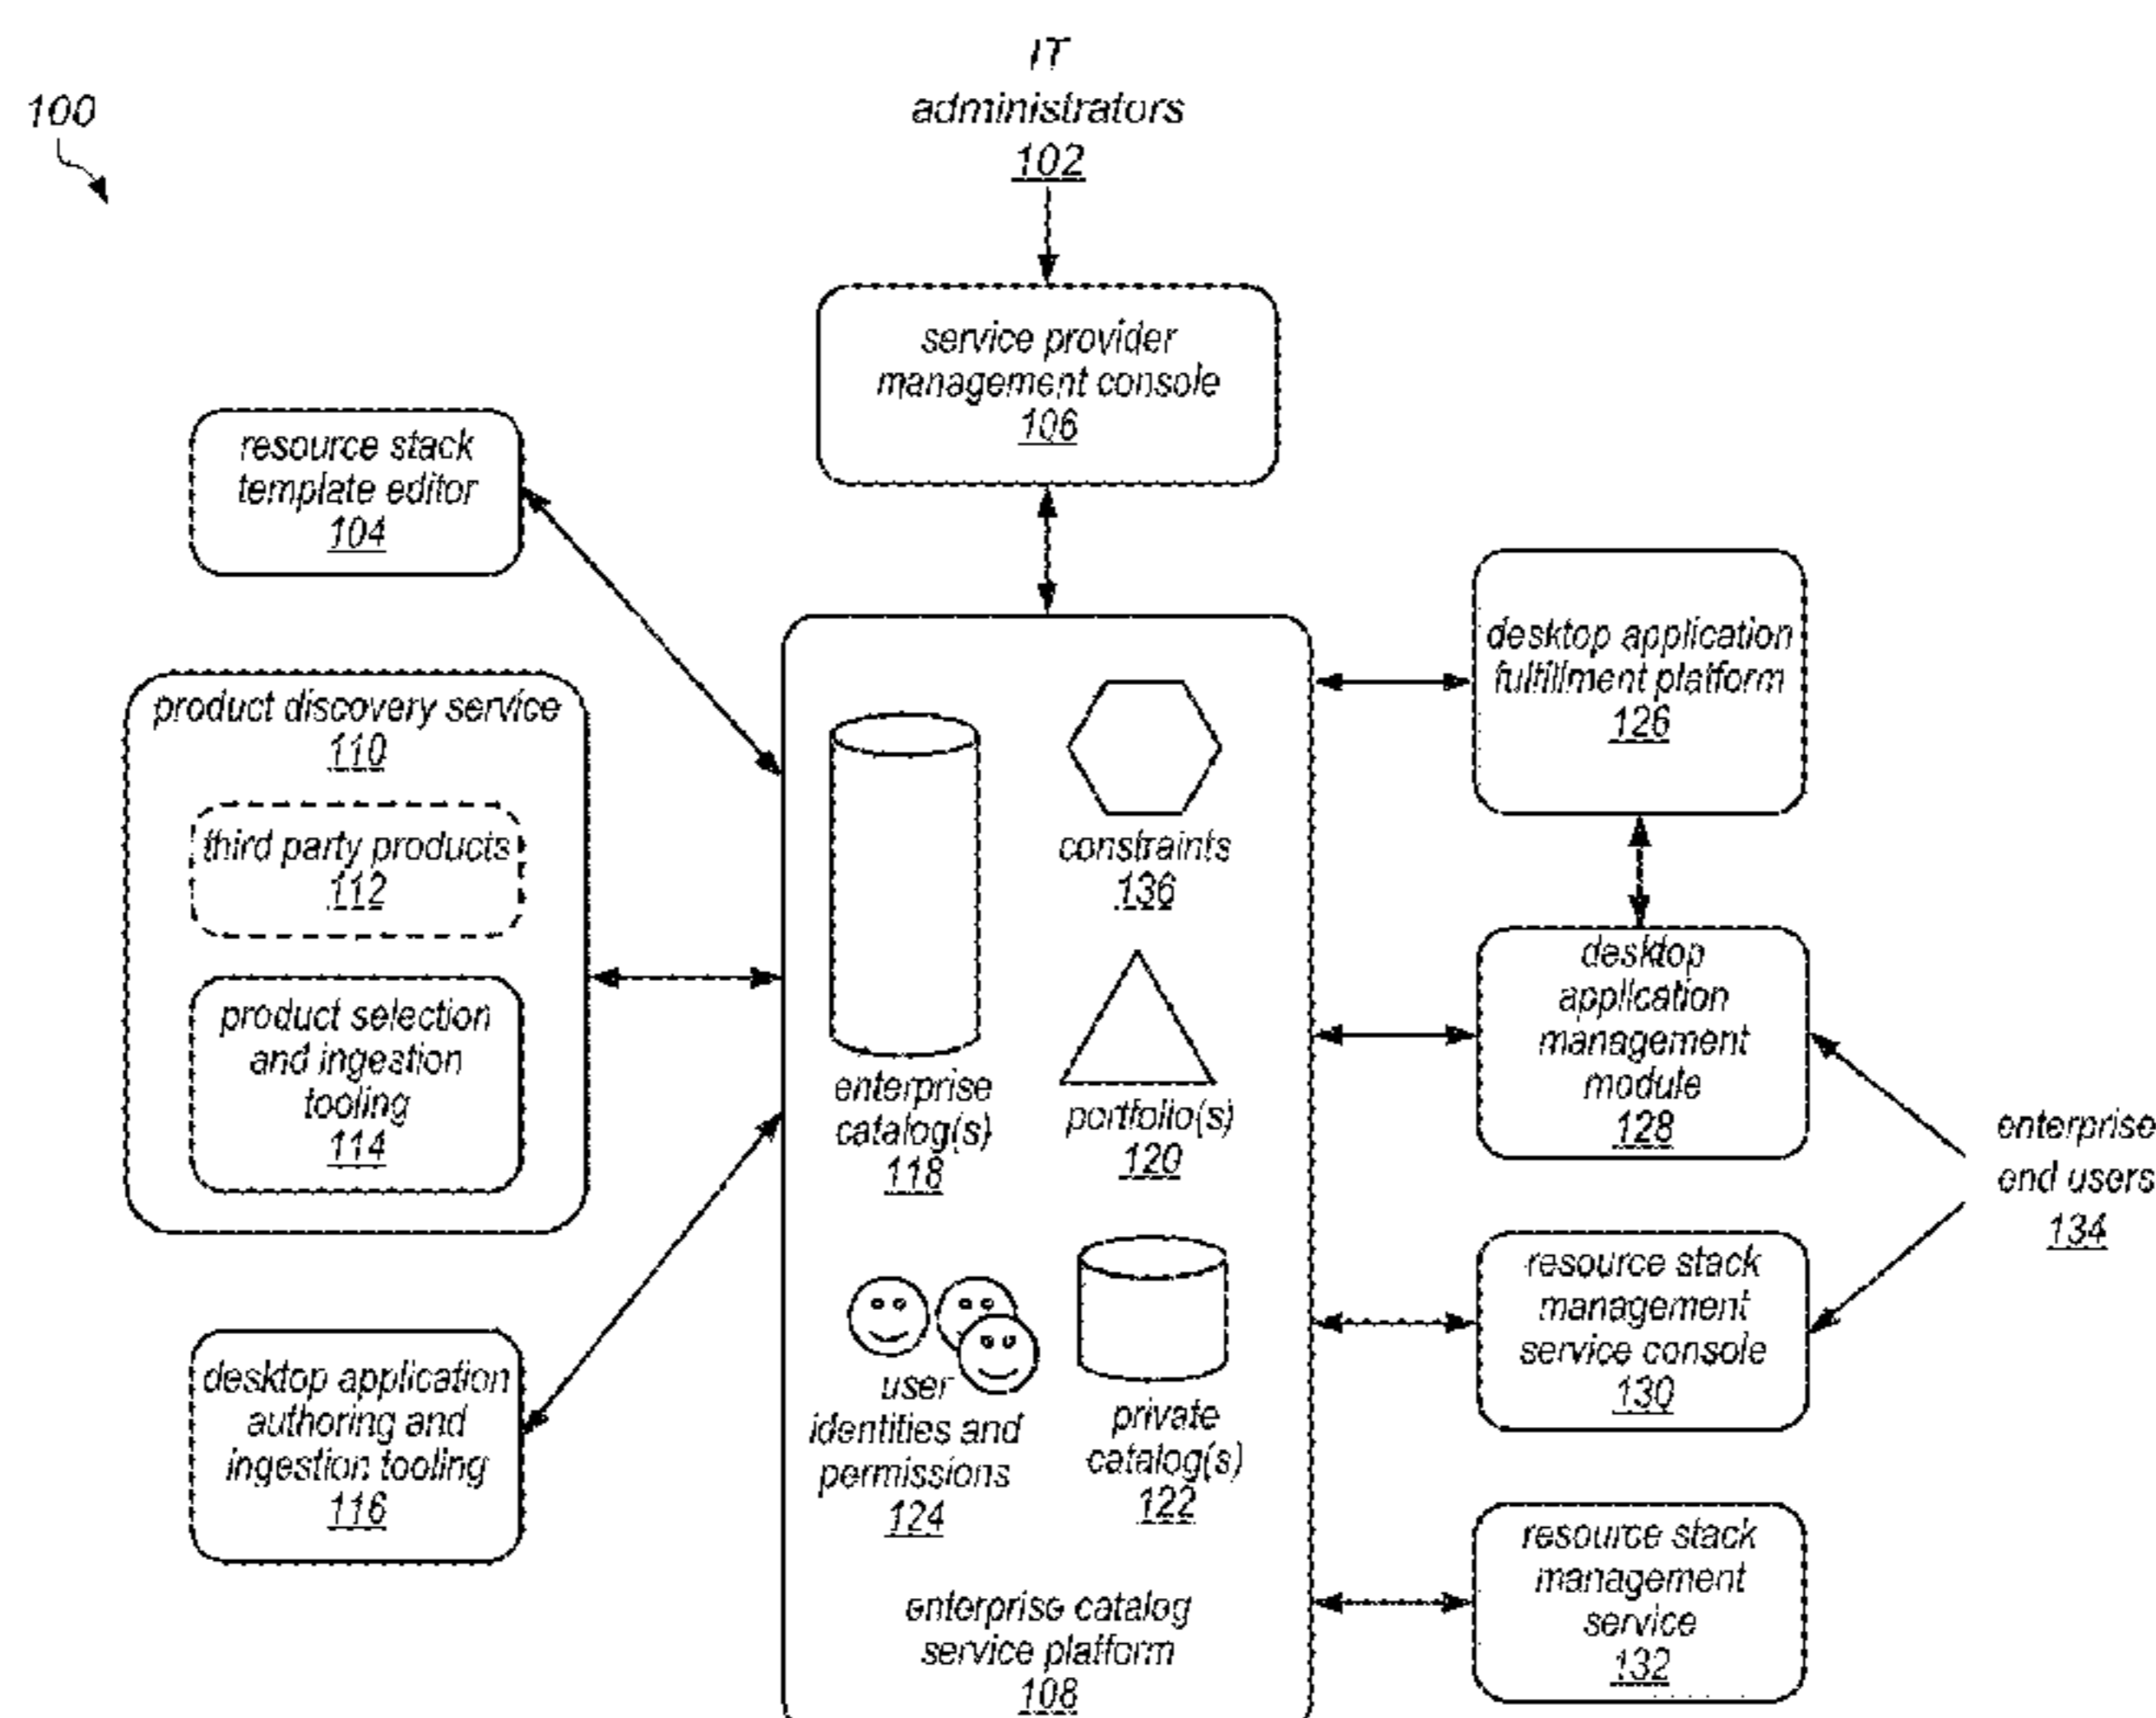 100
IT
administrators
102
service provider
management console
106
resource stack
template editor
104
product discovery service
110
third party products
112
product selection
and ingestion
tooling
114
desktop application
authoring and
ingestion tooling
116
enterprise
catalog(s)
118
constraints
136
portfolio(s)
120
user
identities and
permissions
124
private
catalog(s)
122
enterprise catalog
service platform
108
desktop application
fulfillment platform
126
desktop
application
management
module
128
resource stack
management
service console
130
resource stack
management
service
132
enterprise
end users
134